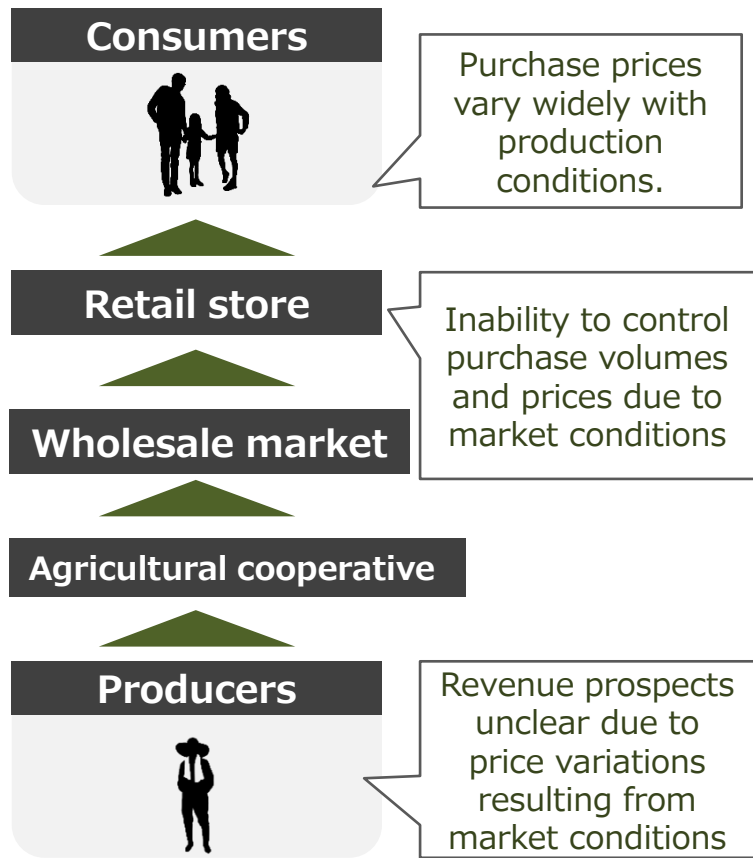 Consumers
Purchase prices
vary widely with
production
conditions.
Retail store
Inability to control
purchase volumes
and prices due to
market conditions
Wholesale market
Agricultural cooperative
Producers
Revenue prospects
unclear due to
price variations
resulting from
market conditions